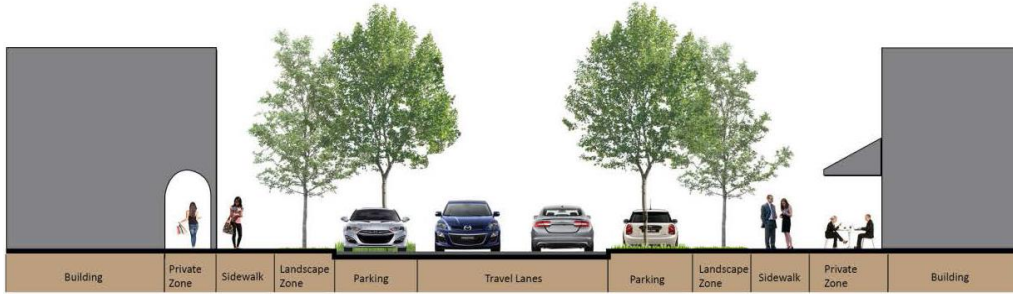 Building
Private
Zone
Sidewalk
Landscape
Zone
Parking
Travel Lanes
Parking
Landscape
Zone
Sidewalk
Private
Zone
Building